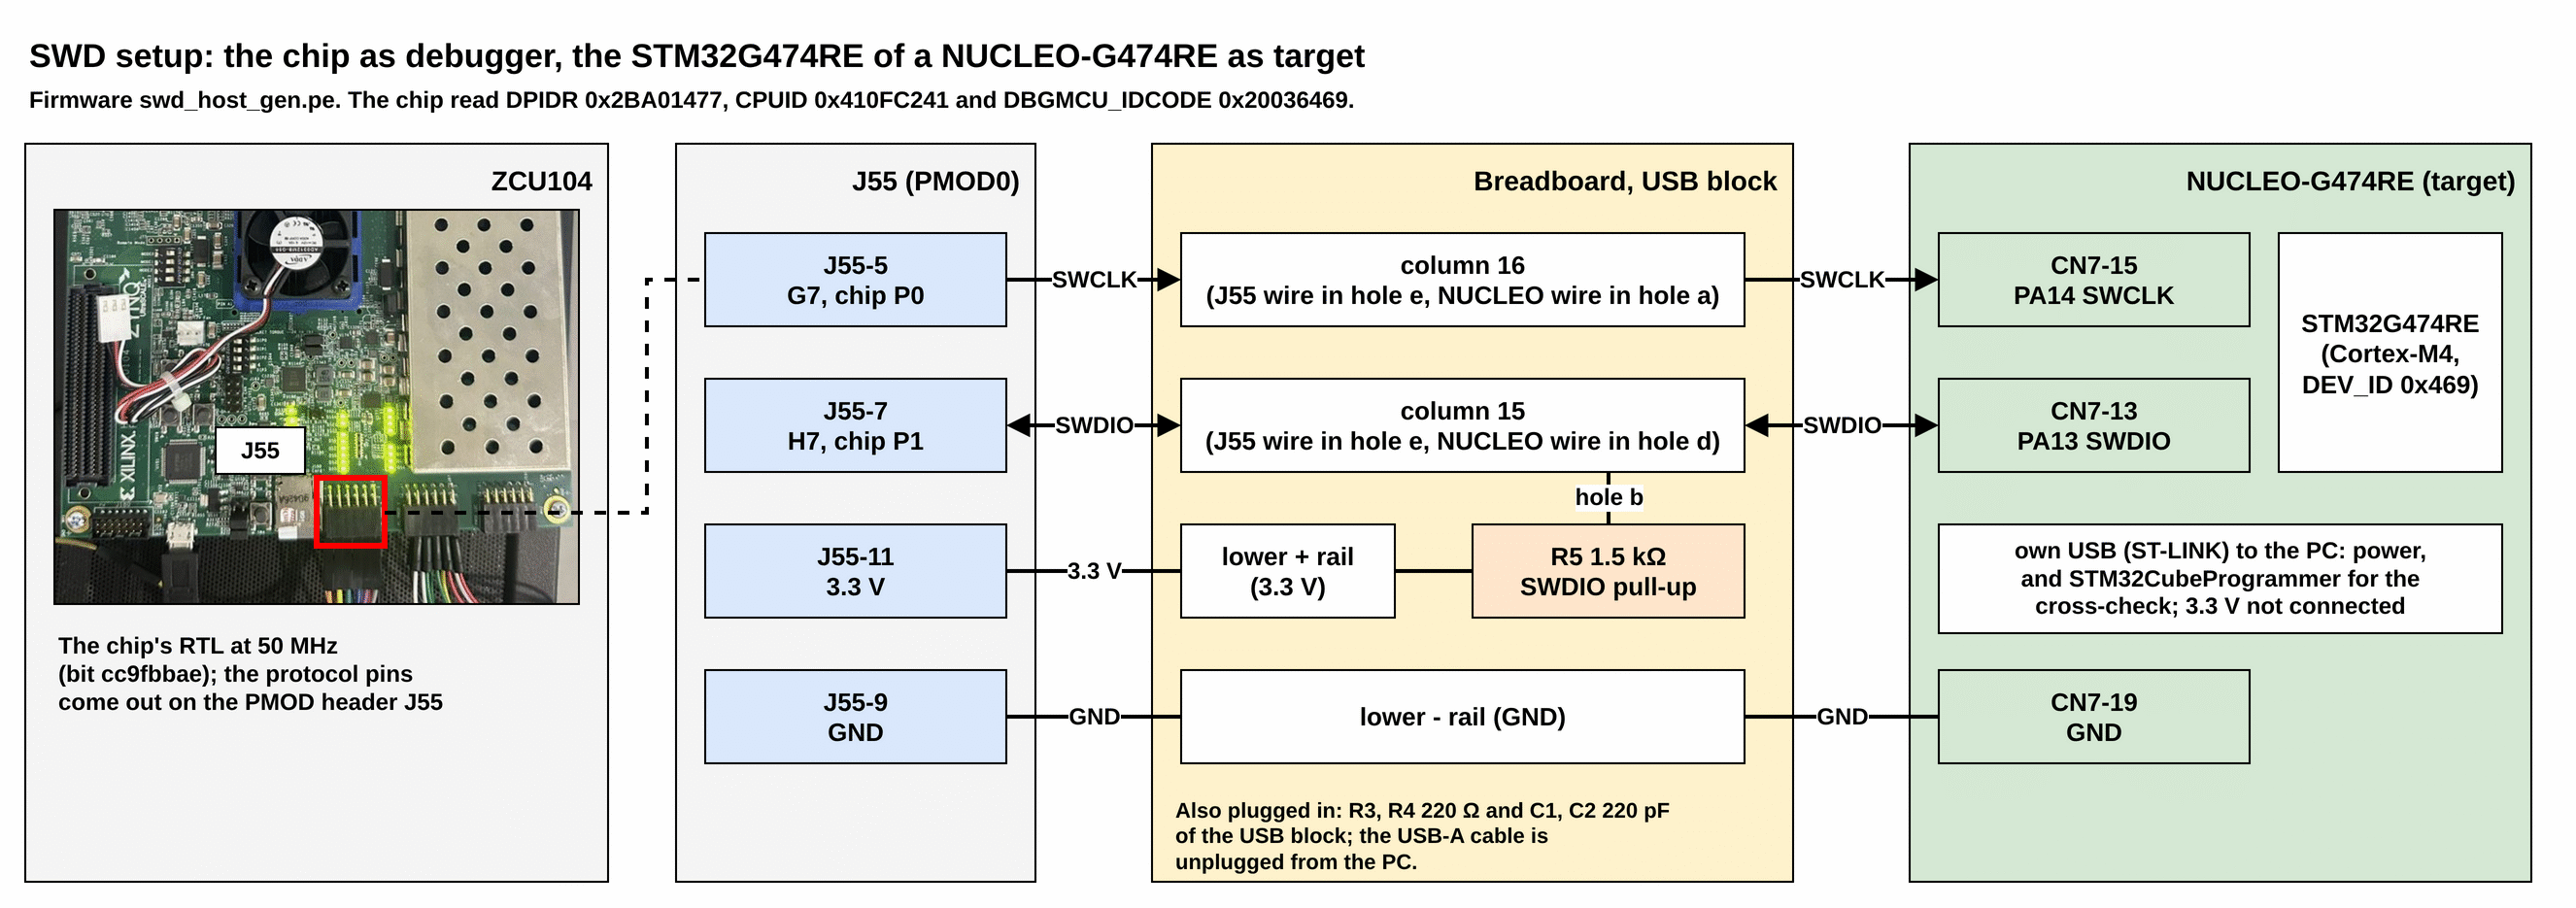 SWD setup: the chip as debugger, the STM32G474RE of a NUCLEO-G474RE as target
Firmware swd_host_gen.pe. The chip read DPIDR 0x2BA01477, CPUID 0x410FC241 and DBGMCU_IDCODE 0x20036469.
ZCU104
XILINX
J55
The chip's RTL at 50 MHz
(bit cc9fbbae); the protocol pins
come out on the PMOD header J55
J55 (PMOD0)
J55-5
G7, chip P0
J55-7
H7, chip P1
J55-11
3.3 V
J55-9
GND
SWCLK
SWDIO
3.3 V
GND
Breadboard, USB block
column 16
(J55 wire in hole e, NUCLEO wire in hole a)
column 15
(J55 wire in hole e, NUCLEO wire in hole d)
hole b
lower + rail
(3.3 V)
R5 1.5 kΩ
SWDIO pull-up
lower - rail (GND)
Also plugged in: R3, R4 220 Ω and C1, C2 220 pF
of the USB block; the USB-A cable is
unplugged from the PC.
SWCLK
SWDIO
GND
NUCLEO-G474RE (target)
CN7-15
PA14 SWCLK
CN7-13
PA13 SWDIO
STM32G474RE
(Cortex-M4,
DEV_ID 0x469)
own USB (ST-LINK) to the PC: power,
and STM32CubeProgrammer for the
cross-check; 3.3 V not connected
CN7-19
GND